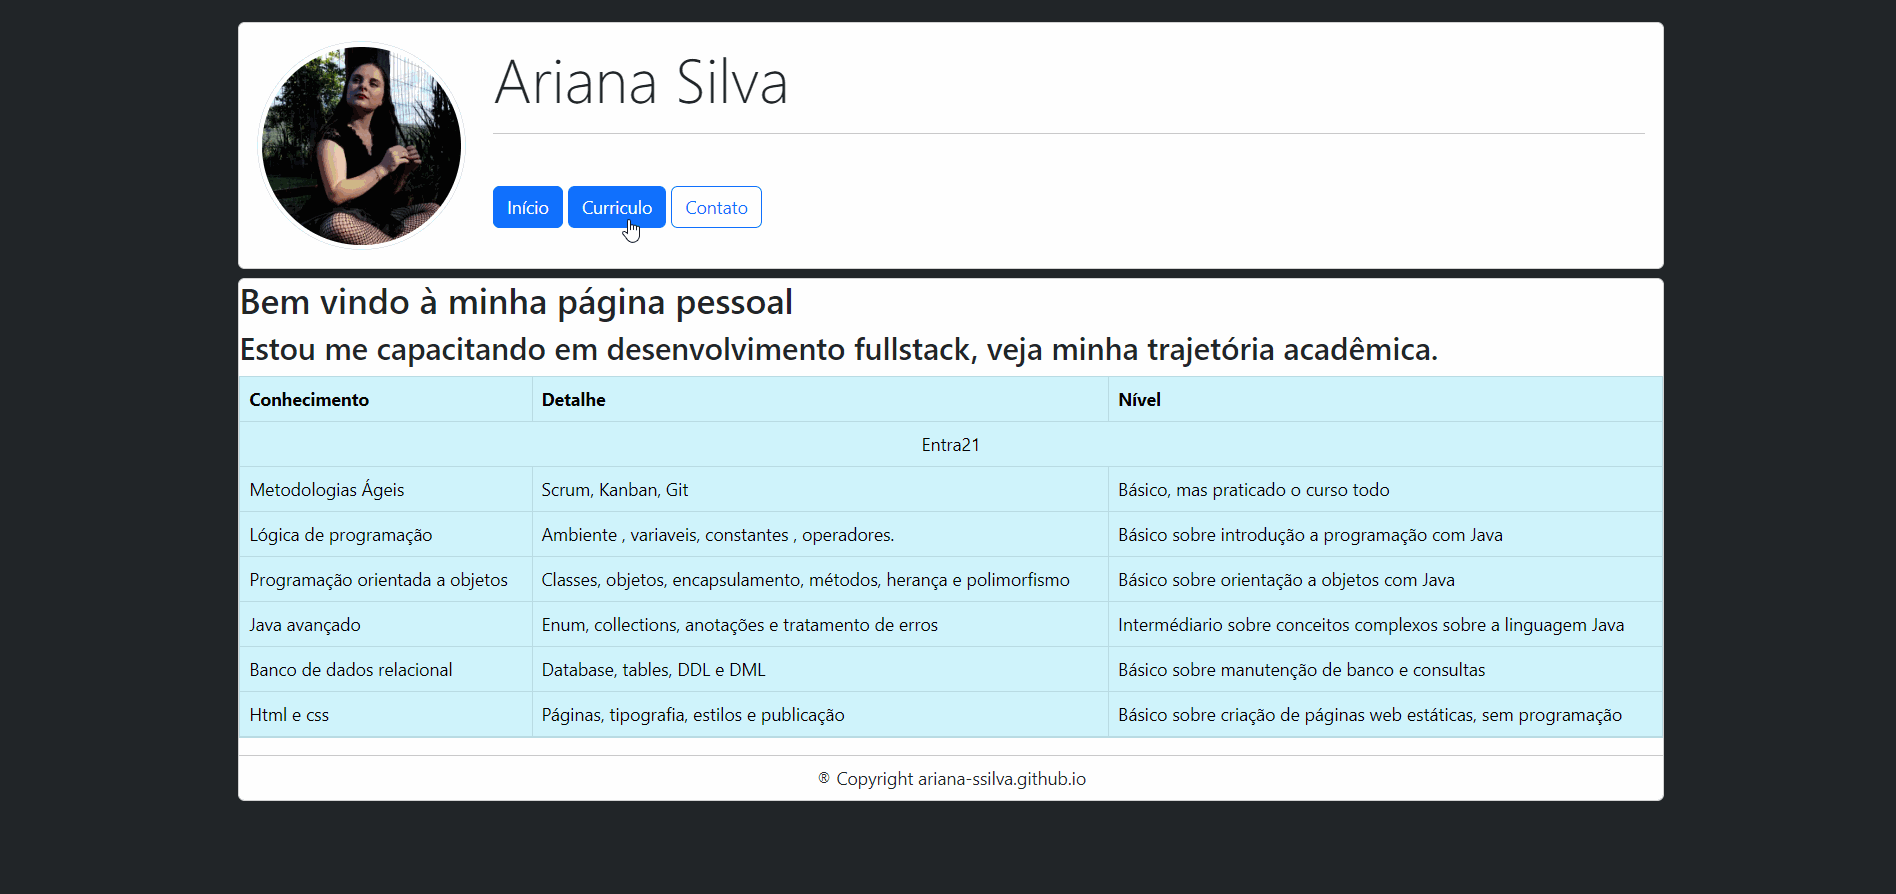 Ariana Silva
Início Curriculo Contato
Bem vindo à minha página pessoal
Estou me capacitando em desenvolvimento fullstack, veja minha trajetória acadêmica.
Conhecimento Detalhe Nível
Entra21
Metodologias Ágeis Scrum, Kanban, Git Básico, mas praticado o curso todo
Lógica de programação Ambiente , variaveis, constantes , operadores. Básico sobre introdução a programação com Java
Programação orientada a objetos Classes, objetos, encapsulamento, métodos, herança e polimorfismo Básico sobre orientação a objetos com Java
Java avançado Enum, collections, anotações e tratamento de erros Intermédiario sobre conceitos complexos sobre a linguagem Java
Banco de dados relacional Database, tables, DDL e DML Básico sobre manutenção de banco e consultas
Html e css Páginas, tipografia, estilos e publicação Básico sobre criação de páginas web estáticas, sem programação
® Copyright ariana-ssilva.github.io